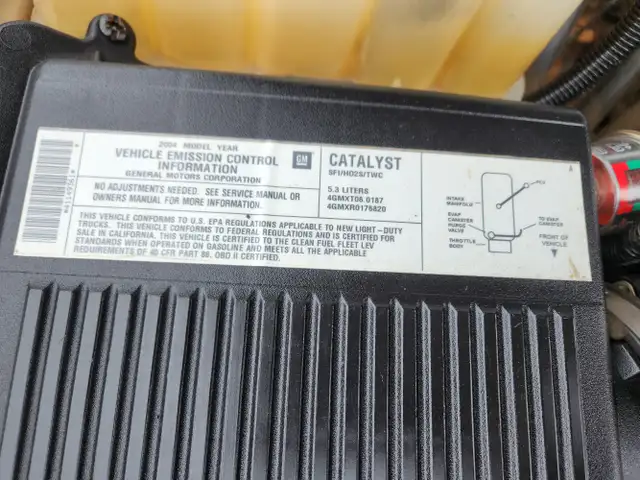 2004 MODEL YEAR
VEHICLE EMISSION CONTROL
INFORMATION
GENERAL MOTORS CORPORATION
GM
NO ADJUSTMENTS NEEDED. SEE SERVICE MANUAL OR
OWNERS MANUAL FOR MORE INFORMATION.
CATALYST
SFI/HO2S/TWC
5.3 LITERS
4GMXT06.0187
4GMXR0176820
THIS VEHICLE CONFORMS TO U.S. EPA REGULATIONS APPLICABLE TO NEW LIGHT-DUTY
TRUCKS. THIS VEHICLE CONFORMS TO FEDERAL REGULATIONS AND IS CERTIFIED FOR
SALE IN CALIFORNIA. THIS VEHICLE IS CERTIFIED TO THE CLEAN FUEL FLEET LEV
STANDARDS WHEN OPERATING ON GASOLINE AND MEETS ALL THE APPLICABLE
REQUIREMENTS OF 40 CFR PART 88. OBD II CERTIFIED.
PCV
INTAKE
MANIFOLD
EVAP
CANISTER
PURGE
VALVE
THROTTLE
BODY
TO EVAP
CANISTER
FRONT OF
VEHICLE